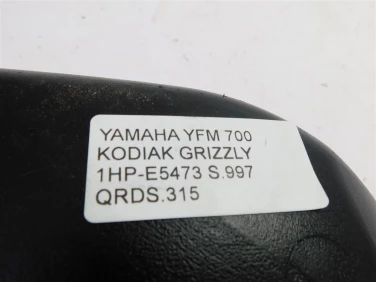 YAMAHA YFM 700
KODIAK GRIZZLY
1HP-E5473 S.997
QRDS.315